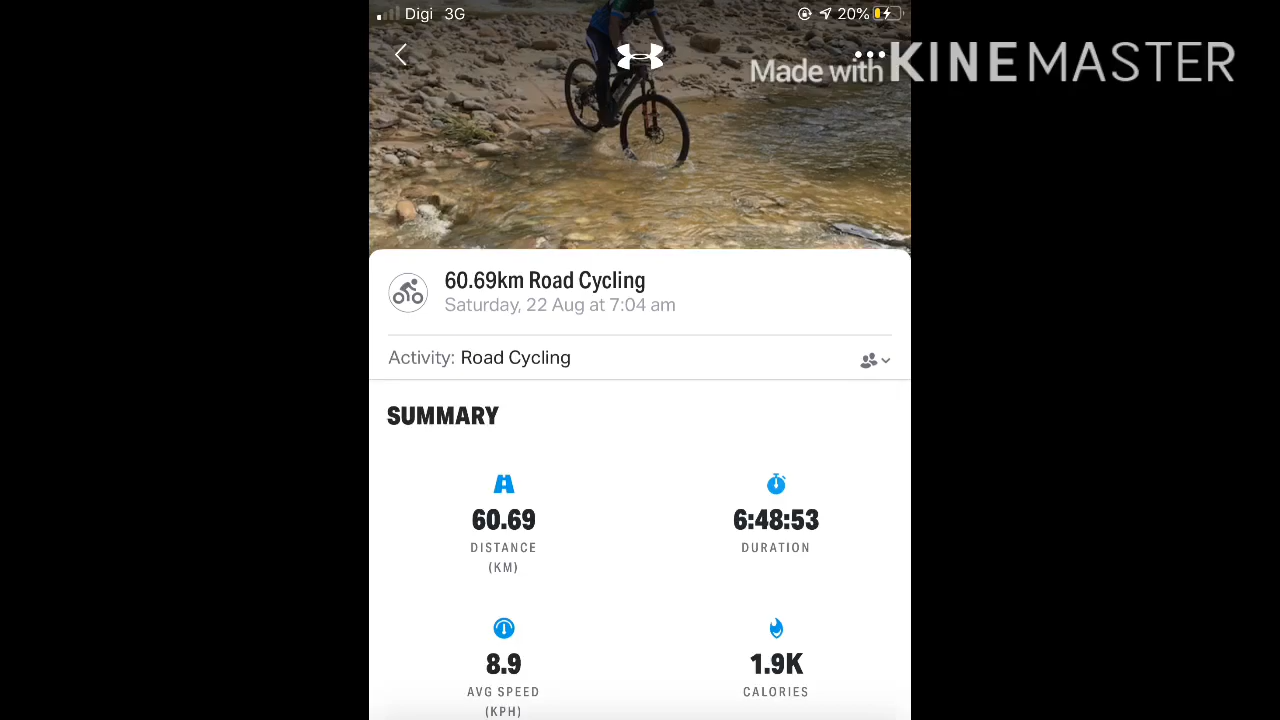 Digi 3G
20%
Made with KINEMASTER
60.69km Road Cycling
Saturday, 22 Aug at 7:04 am
Activity: Road Cycling
SUMMARY
60.69
DISTANCE
(KM)
6:48:53
DURATION
8.9
AVG SPEED
(KPH)
1.9K
CALORIES